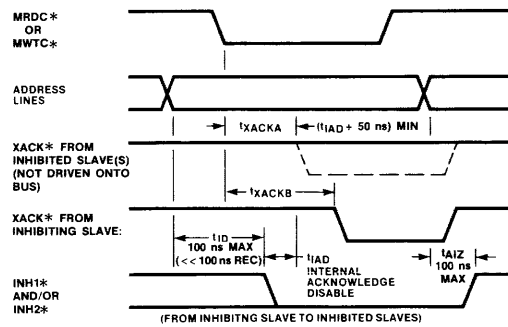 MRDC*
OR
MWTC*
ADDRESS
LINES
tXACKA
(tIAD + 50 ns) MIN
XACK* FROM
INHIBITED SLAVE(S)
(NOT DRIVEN ONTO
BUS)
tXACKB
XACK* FROM
INHIBITING SLAVE:
tID
100 ns MAX
(<< 100 ns REC)
tIAD
INTERNAL
ACKNOWLEDGE
DISABLE
tAIZ
100 ns
MAX
INH1*
AND/OR
INH2*
(FROM INHIBITNG SLAVE TO INHIBITED SLAVES)